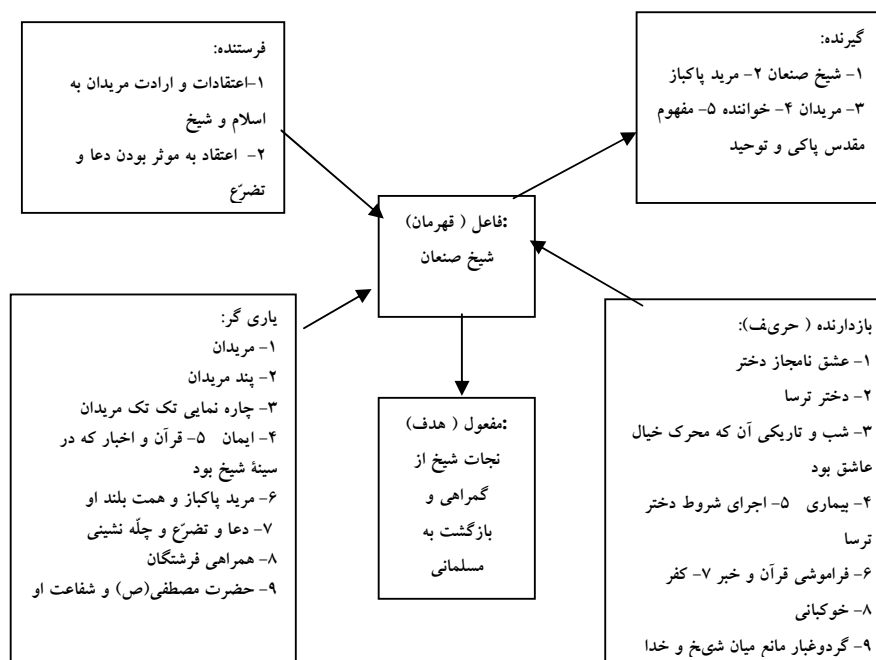 گیرنده:
۱- شیخ صنعان ۲- مرید پاکباز
۳- مریدان ۴- خواننده ۵- مفهوم
مقدس پاکی و توحید
فرستنده:
۱-اعتقادات و ارادت مریدان به
اسلام و شیخ
۲- اعتقاد به موثر بودن دعا و
تضرّع
:فاعل ( قهرمان)
شیخ صنعان
بازدارنده ( حریف):
۱- عشق نامجاز دختر
۲- دختر ترسا
۳- شب و تاریکی آن که محرک خیال
عاشق بود
۴- بیماری ۵- اجرای شروط دختر
ترسا
۶- فراموشی قرآن و خبر ۷- کفر
۸- خوکبانی
۹- گردوغبار مانع میان شیخ و خدا
:مفعول ( هدف)
نجات شیخ از
گمراهی و
بازگشت به
مسلمانی
یاری گر:
۱- مریدان
۲- پند مریدان
۳- چاره نمایی تک تک مریدان
۴- ایمان ۵- قرآن و اخبار که در
سینهٔ شیخ بود
۶- مرید پاکباز و همت بلند او
۷- دعا و تضرّع و چلّه نشینی
۸- همراهی فرشتگان
۹- حضرت مصطفی(ص) و شفاعت او